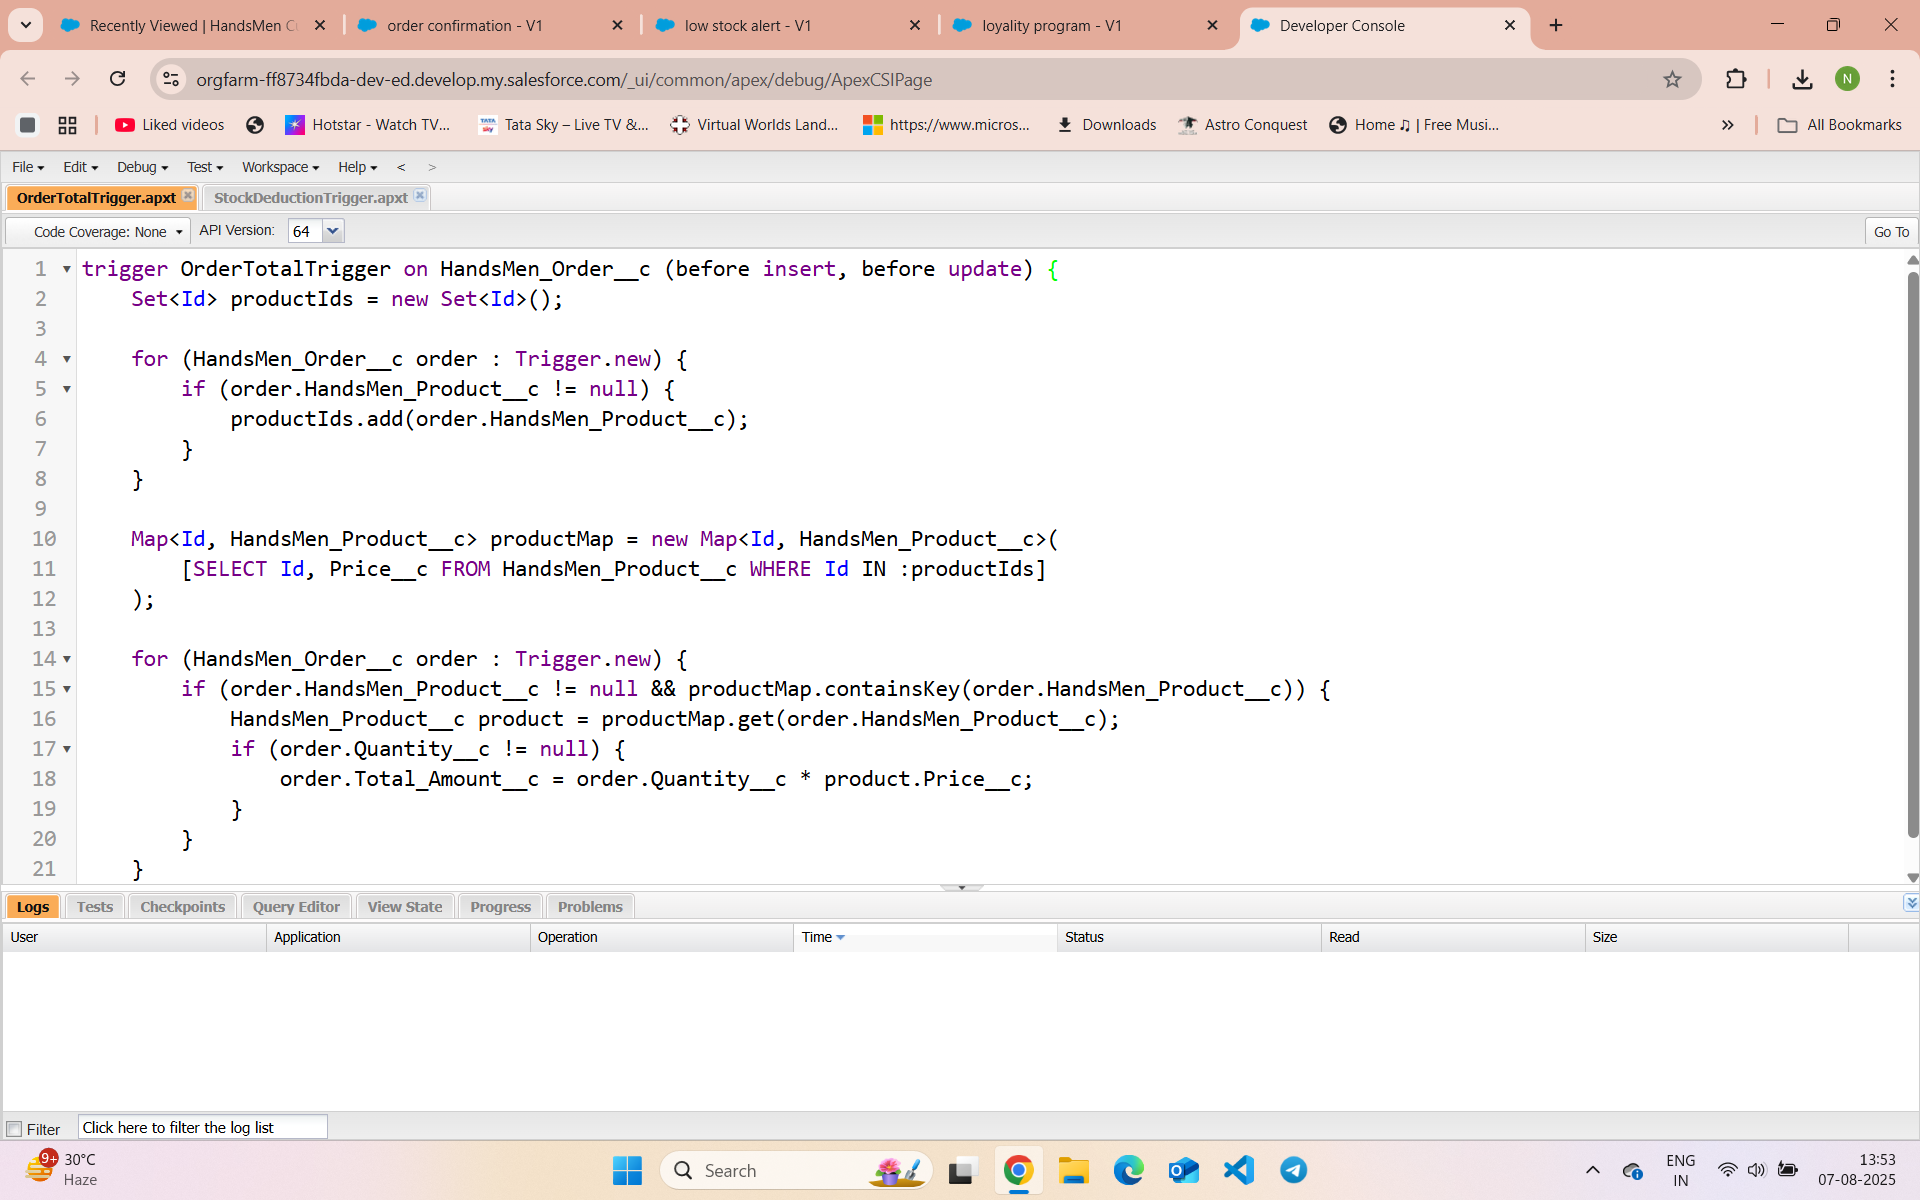 Recently Viewed | HandsMen C
order confirmation - V1
low stock alert - V1
loyality program - V1
Developer Console
orgfarm-ff8734fbda-dev-ed.develop.my.salesforce.com/_ui/common/apex/debug/ApexCSIPage
N
Liked videos
Hotstar - Watch TV...
TATA sky
Tata Sky – Live TV &...
Virtual Worlds Land...
https://www.micros...
Downloads
Astro Conquest
Home ♫ | Free Musi...
»
All Bookmarks
File
Edit
Debug
Test
Workspace
Help
<
>
OrderTotalTrigger.apxt
StockDeductionTrigger.apxt
Code Coverage: None
API Version:
64
Go To
1 trigger OrderTotalTrigger on HandsMen_Order__c (before insert, before update) {
2 Set<Id> productIds = new Set<Id>();
3
4 for (HandsMen_Order__c order : Trigger.new) {
5 if (order.HandsMen_Product__c != null) {
6 productIds.add(order.HandsMen_Product__c);
7 }
8 }
9
10 Map<Id, HandsMen_Product__c> productMap = new Map<Id, HandsMen_Product__c>(
11 [SELECT Id, Price__c FROM HandsMen_Product__c WHERE Id IN :productIds]
12 );
13
14 for (HandsMen_Order__c order : Trigger.new) {
15 if (order.HandsMen_Product__c != null && productMap.containsKey(order.HandsMen_Product__c)) {
16 HandsMen_Product__c product = productMap.get(order.HandsMen_Product__c);
17 if (order.Quantity__c != null) {
18 order.Total_Amount__c = order.Quantity__c * product.Price__c;
19 }
20 }
21 }
Logs
Tests
Checkpoints
Query Editor
View State
Progress
Problems
User
Application
Operation
Time
Status
Read
Size
Filter
Click here to filter the log list
9+
30°C
Haze
Search
ENG
IN
13:53
07-08-2025